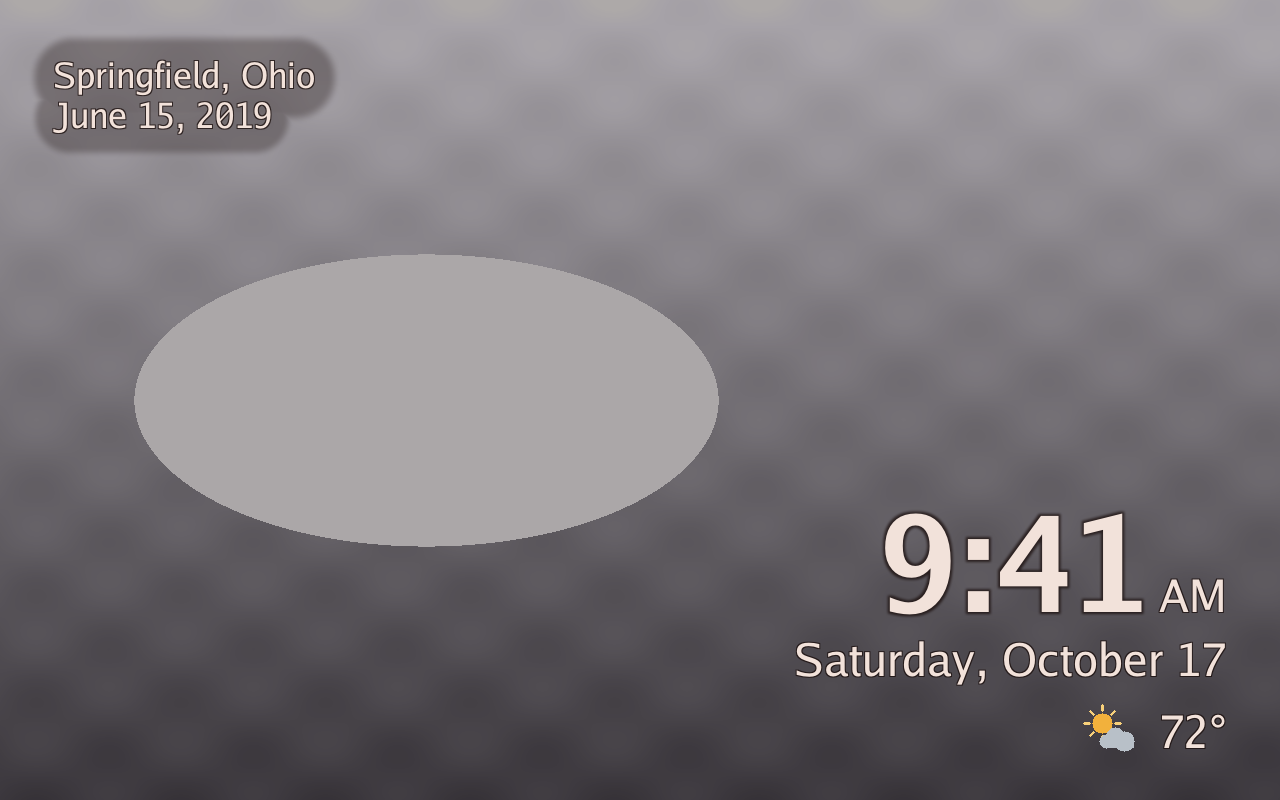 Springfield, Ohio
June 15, 2019
9:41 AM
Saturday, October 17
72°